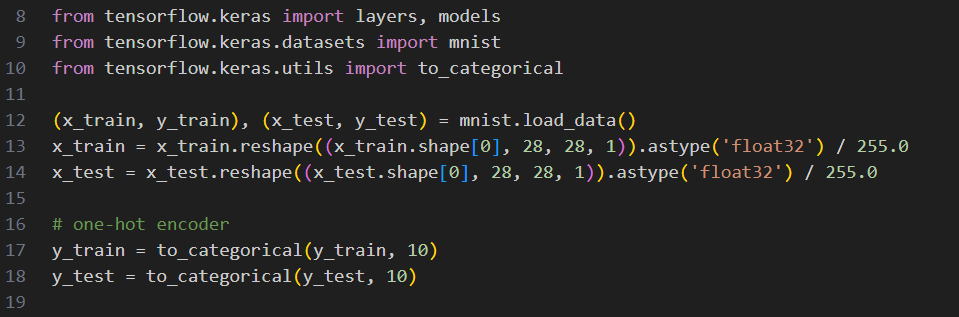 8 from tensorflow.keras import layers, models
9 from tensorflow.keras.datasets import mnist
10 from tensorflow.keras.utils import to_categorical
11
12 (x_train, y_train), (x_test, y_test) = mnist.load_data()
13 x_train = x_train.reshape((x_train.shape[0], 28, 28, 1)).astype('float32') / 255.0
14 x_test = x_test.reshape((x_test.shape[0], 28, 28, 1)).astype('float32') / 255.0
15
16 # one-hot encoder
17 y_train = to_categorical(y_train, 10)
18 y_test = to_categorical(y_test, 10)
19